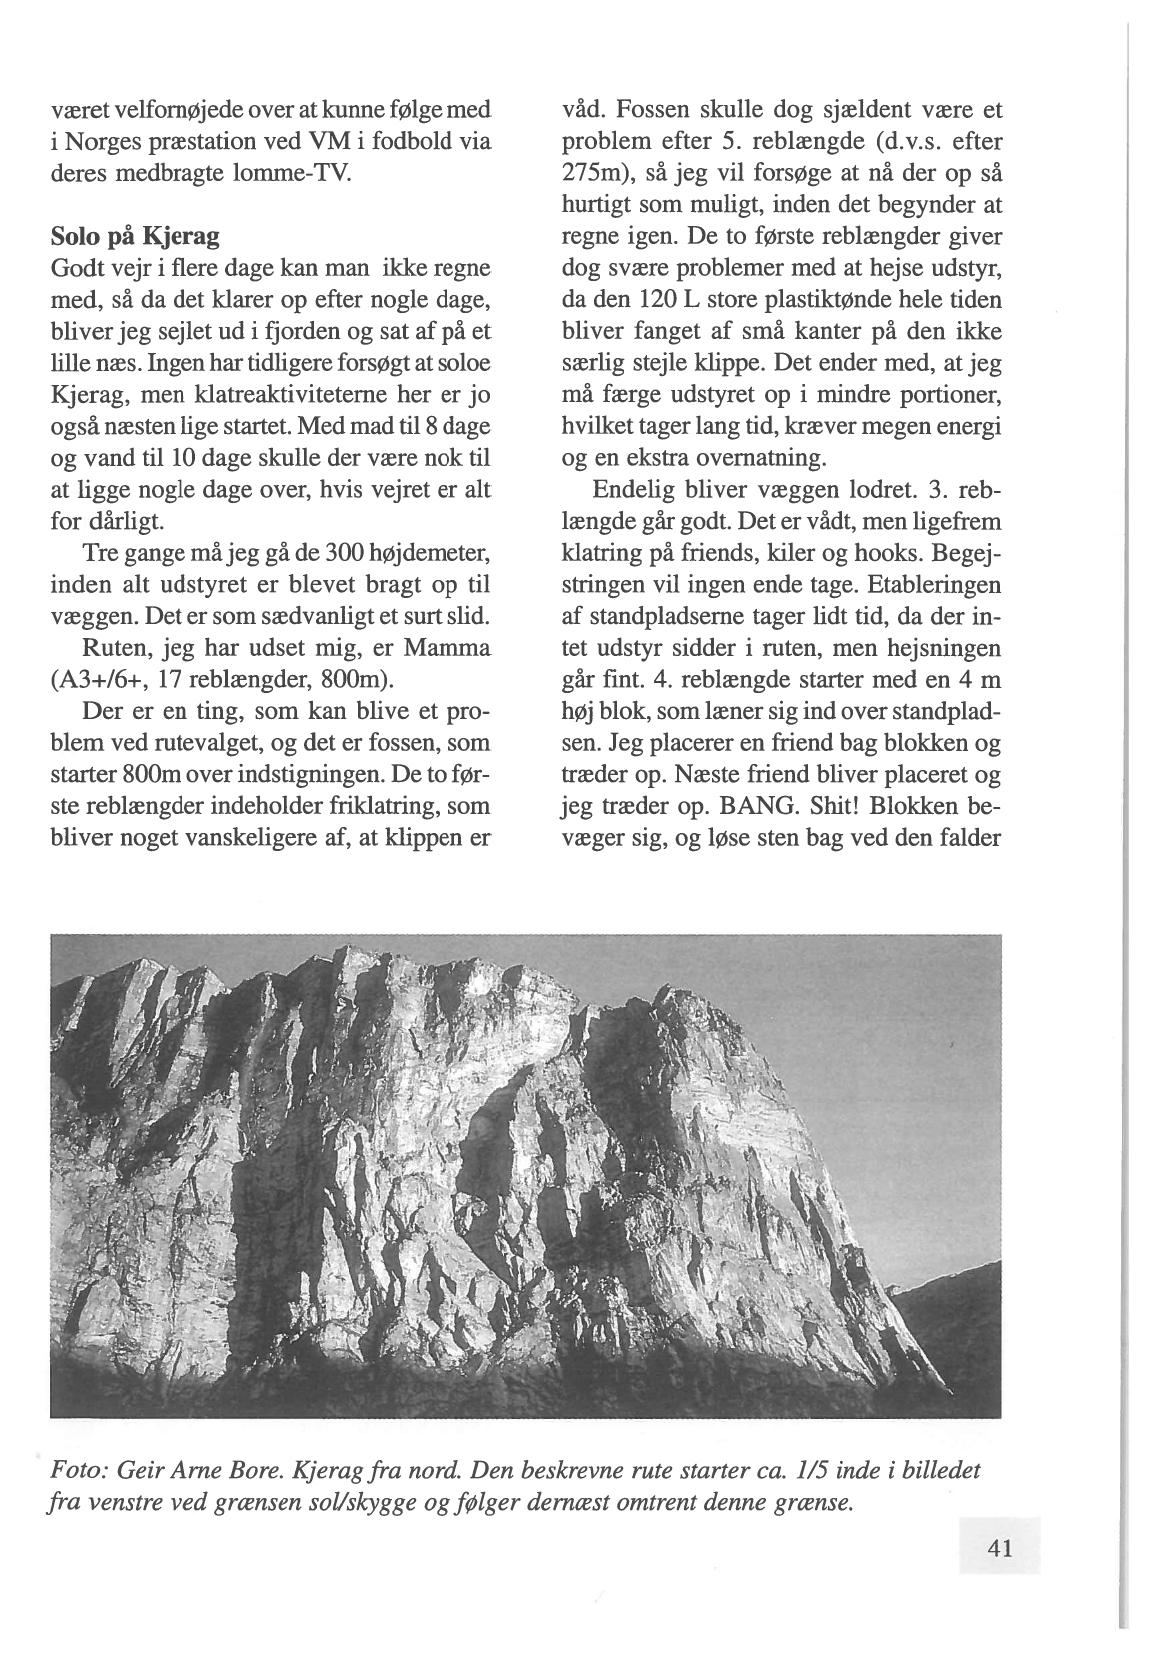 været velfornøjede over at kunne følge med
i Norges præstation ved VM i fodbold via
deres medbragte lomme-TV.
Solo på Kjerag
Godt vejr i flere dage kan man ikke regne
med, så da det klarer op efter nogle dage,
bliver jeg sejlet ud i fjorden og sat af på et
lille næs. Ingen har tidligere forsøgt at soloe
Kjerag, men klatreaktiviteterne her er jo
også næsten lige startet. Med mad til 8 dage
og vand til 10 dage skulle der være nok til
at ligge nogle dage over, hvis vejret er alt
for dårligt.
Tre gange må jeg gå de 300 højdemeter,
inden alt udstyret er blevet bragt op til
væggen. Det er som sædvanligt et surt slid.
Ruten, jeg har udset mig, er Mamma
(A3+/6+, 17 reblængder, 800m).
Der er en ting, som kan blive et pro-
blem ved rutevalget, og det er fossen, som
starter 800m over indstigningen. De to før-
ste reblængder indeholder friklatring, som
bliver noget vanskeligere af, at klippen er
våd. Fossen skulle dog sjældent være et
problem efter 5. reblængde (d.v.s. efter
275m), så jeg vil forsøge at nå der op så
hurtigt som muligt, inden det begynder at
regne igen. De to første reblængder giver
dog svære problemer med at hejse udstyr,
da den 120 L store plastiktønde hele tiden
bliver fanget af små kanter på den ikke
særlig stejle klippe. Det ender med, at jeg
må færge udstyret op i mindre portioner,
hvilket tager lang tid, kræver megen energi
og en ekstra overnatning.
Endelig bliver væggen lodret. 3. reb-
længde går godt. Det er vådt, men ligefrem
klatring på friends, kiler og hooks. Begej-
stringen vil ingen ende tage. Etableringen
af standpladserne tager lidt tid, da der in-
tet udstyr sidder i ruten, men hejsningen
går fint. 4. reblængde starter med en 4 m
høj blok, som læner sig ind over standplad-
sen. Jeg placerer en friend bag blokken og
træder op. Næste friend bliver placeret og
jeg træder op. BANG. Shit! Blokken be-
væger sig, og løse sten bag ved den falder
Foto: Geir Arne Bore. Kjerag fra nord. Den beskrevne rute starter ca. 1/5 inde i billedet
fra venstre ved grænsen sol/skygge og følger dernæst omtrent denne grænse.
41